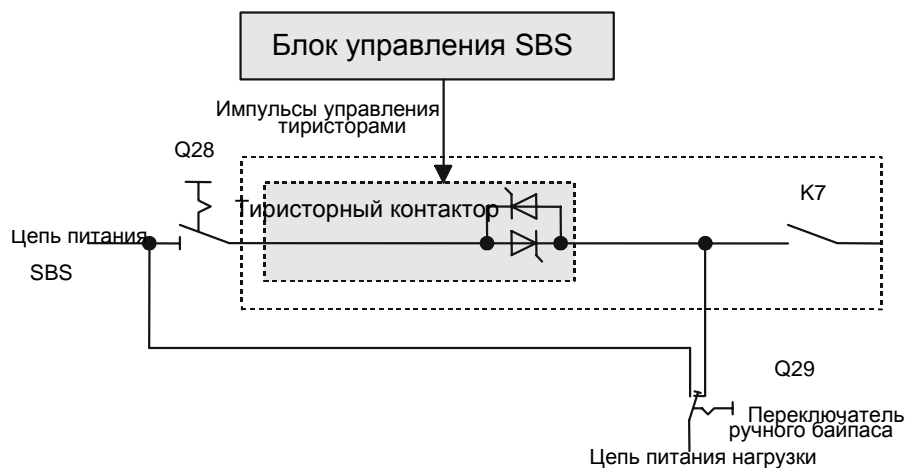 Блок управления SBS
Импульсы управления
тиристорами
Q28
K7
Тиристорный контактор
Цепь питания
SBS
Q29
Переключатель
ручного байпаса
Цепь питания нагрузки